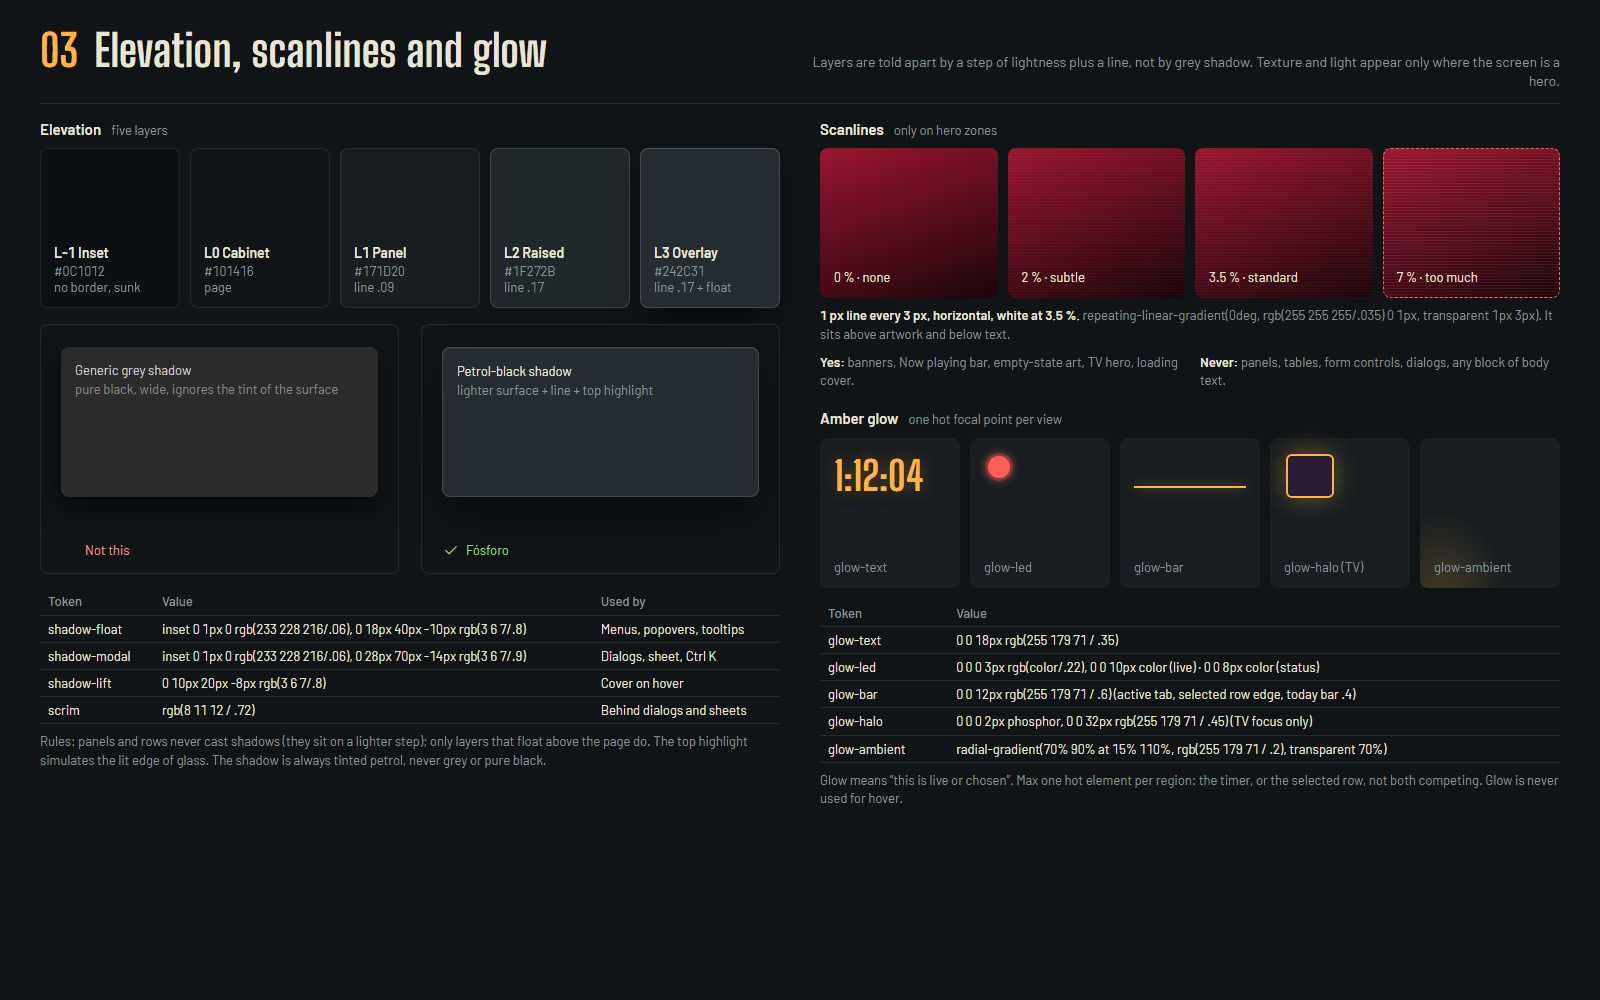 03 Elevation, scanlines and glow
Layers are told apart by a step of lightness plus a line, not by grey shadow. Texture and light appear only where the screen is a
hero.
Elevation five layers
L-1 Inset
#0C1012
no border, sunk
L0 Cabinet
#101416
page
L1 Panel
#171D20
line .09
L2 Raised
#1F272B
line .17
L3 Overlay
#242C31
line .17 + float
Generic grey shadow
pure black, wide, ignores the tint of the surface
Not this
Petrol-black shadow
lighter surface + line + top highlight
Fósforo
Token Value Used by
shadow-float inset 0 1px 0 rgb(233 228 216/.06), 0 18px 40px -10px rgb(3 6 7/.8) Menus, popovers, tooltips
shadow-modal inset 0 1px 0 rgb(233 228 216/.06), 0 28px 70px -14px rgb(3 6 7/.9) Dialogs, sheet, Ctrl K
shadow-lift 0 10px 20px -8px rgb(3 6 7/.8) Cover on hover
scrim rgb(8 11 12 / .72) Behind dialogs and sheets
Rules: panels and rows never cast shadows (they sit on a lighter step); only layers that float above the page do. The top highlight
simulates the lit edge of glass. The shadow is always tinted petrol, never grey or pure black.
Scanlines only on hero zones
0 % · none
2 % · subtle
3.5 % · standard
7 % · too much
1 px line every 3 px, horizontal, white at 3.5 %. repeating-linear-gradient(0deg, rgb(255 255 255/.035) 0 1px, transparent 1px 3px). It
sits above artwork and below text.
Yes: banners, Now playing bar, empty-state art, TV hero, loading
cover.
Never: panels, tables, form controls, dialogs, any block of body
text.
Amber glow one hot focal point per view
1:12:04
glow-text
glow-led
glow-bar
glow-halo (TV)
glow-ambient
Token Value
glow-text 0 0 18px rgb(255 179 71 / .35)
glow-led 0 0 0 3px rgb(color/.22), 0 0 10px color (live) · 0 0 8px color (status)
glow-bar 0 0 12px rgb(255 179 71 / .6) (active tab, selected row edge, today bar .4)
glow-halo 0 0 0 2px phosphor, 0 0 32px rgb(255 179 71 / .45) (TV focus only)
glow-ambient radial-gradient(70% 90% at 15% 110%, rgb(255 179 71 / .2), transparent 70%)
Glow means “this is live or chosen”. Max one hot element per region: the timer, or the selected row, not both competing. Glow is never
used for hover.